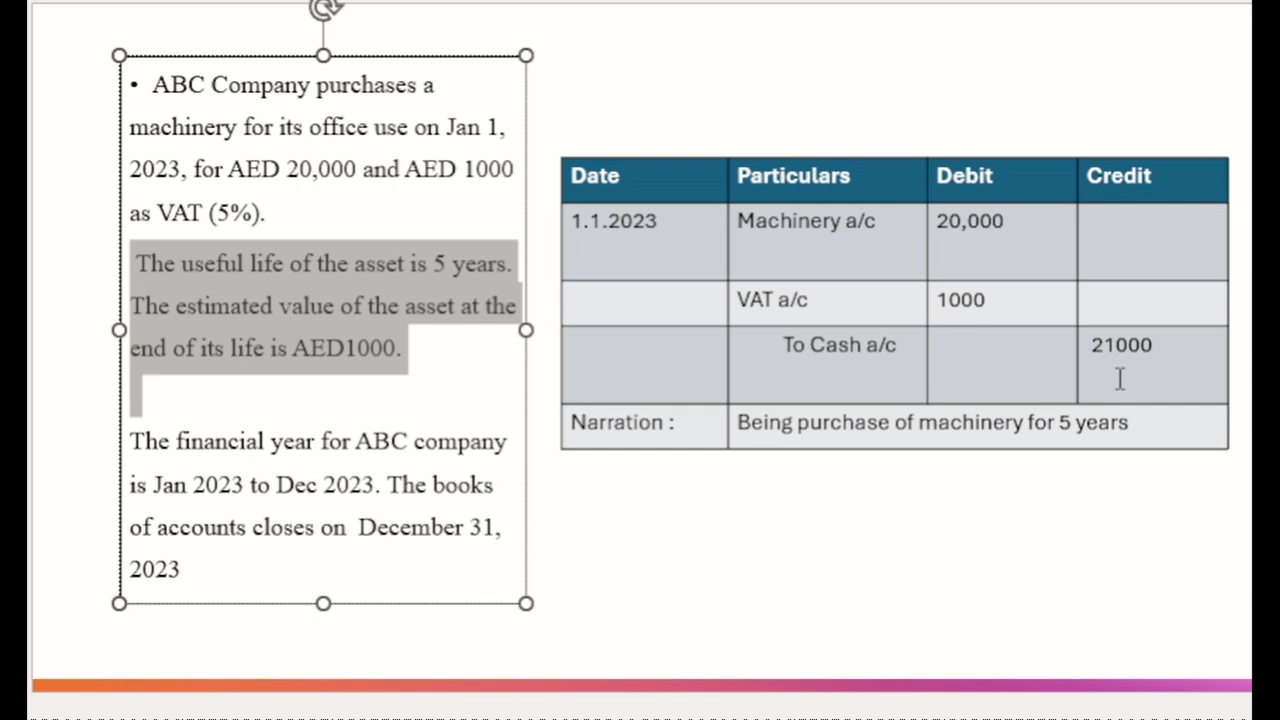 • ABC Company purchases a
machinery for its office use on Jan 1,
2023, for AED 20,000 and AED 1000
as VAT (5%).
The useful life of the asset is 5 years.
The estimated value of the asset at the
end of its life is AED1000.
The financial year for ABC company
is Jan 2023 to Dec 2023. The books
of accounts closes on December 31,
2023
Date Particulars Debit Credit
1.1.2023 Machinery a/c 20,000
VAT a/c 1000
To Cash a/c 21000
Narration : Being purchase of machinery for 5 years